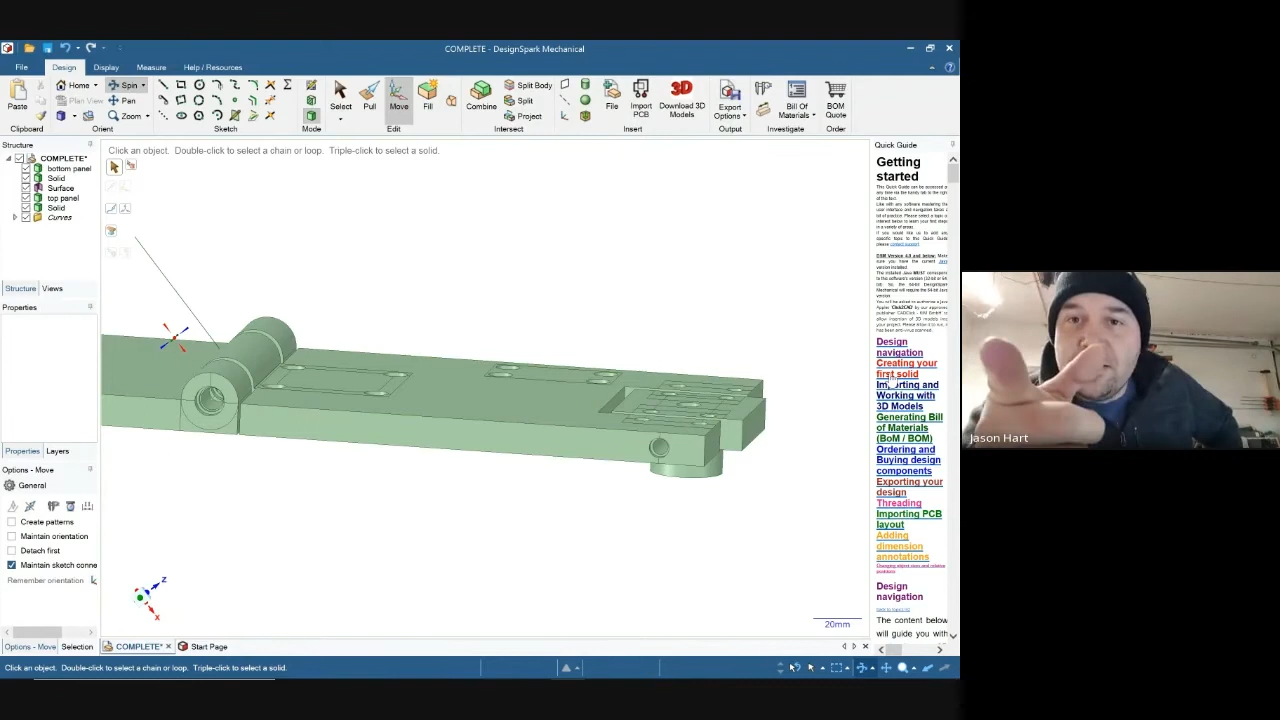 COMPLETE - DesignSpark Mechanical
File Design Display Measure Help / Resources
Home Spin
Plan View Pan
Zoom
Paste
Select Pull Move Fill
Combine Split Body
Split
Project
File Import PCB Download 3D Models
Export Options Bill Of Materials BOM Quote
Clipboard Orient Sketch Mode Edit Intersect Insert Output Investigate Order
Structure
COMPLETE*
bottom panel
Solid
Surface
top panel
Solid
Curves
Structure Views
Properties
Properties Layers
Options - Move
General
Create patterns
Maintain orientation
Detach first
Maintain sketch conne
Remember orientation
Options - Move Selection
Click an object. Double-click to select a chain or loop. Triple-click to select a solid.
Z
X
20mm
COMPLETE* Start Page
Click an object. Double-click to select a chain or loop. Triple-click to select a solid.
Quick Guide
Getting
started
Design
navigation
Creating your
first solid
Importing and
Working with
3D Models
Generating Bill
of Materials
(BoM / BOM)
Ordering and
Buying design
components
Exporting your
design
Threading
Importing PCB
layout
Adding
dimension
annotations
Design
navigation
The content below
will guide you with
Jason Hart